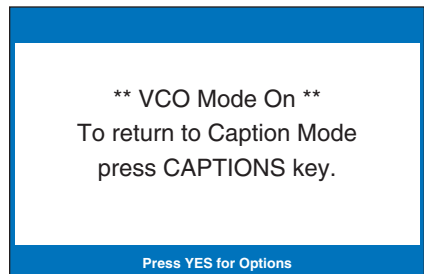 ** VCO Mode On **
To return to Caption Mode
press CAPTIONS key.
Press YES for Options